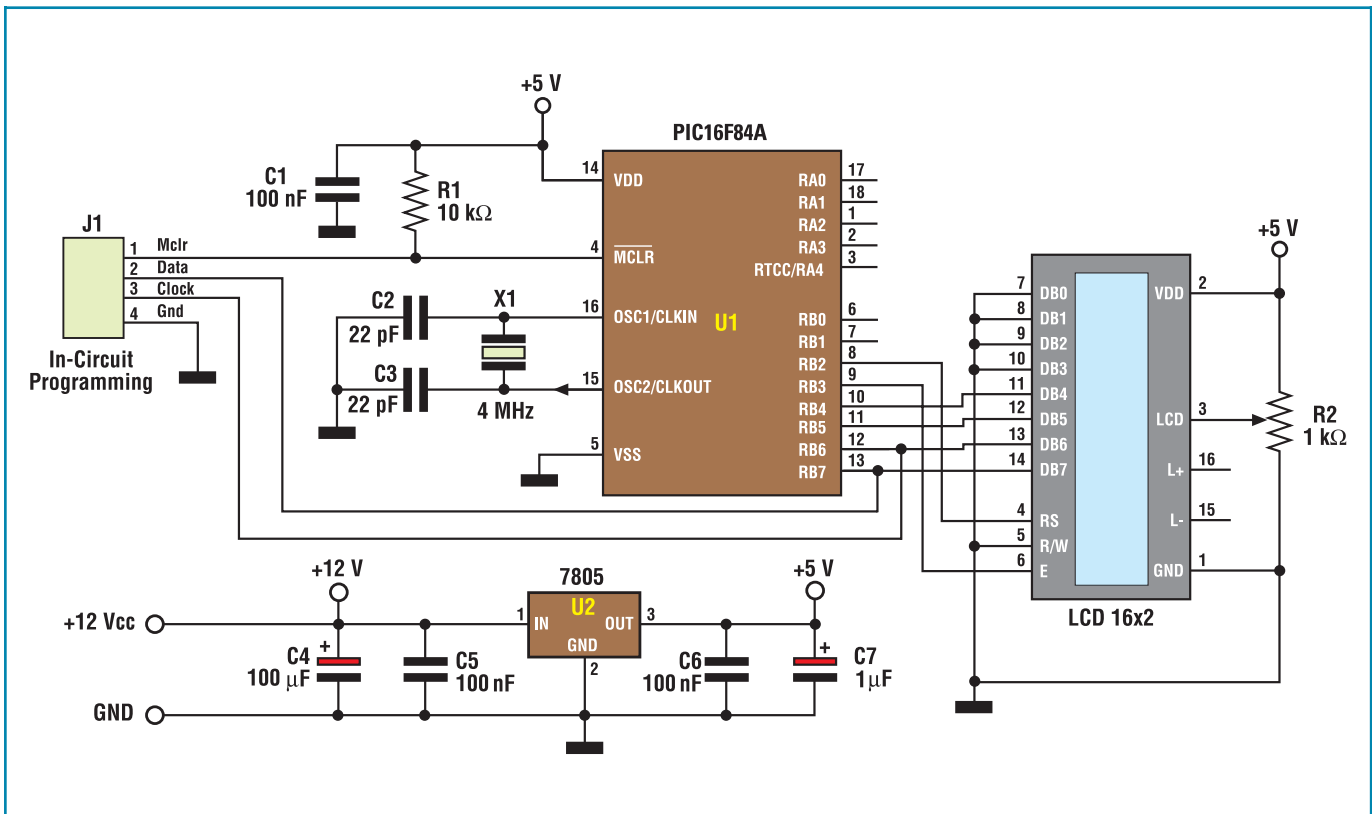 +5 V
PIC16F84A
C1
100 nF
R1
10 kΩ
14
VDD
4
MCLR
16
OSC1/CLKIN
15
OSC2/CLKOUT
5
VSS
U1
RA0
17
RA1
18
RA2
1
RA3
2
RTCC/RA4
3
RB0
6
RB1
7
RB2
8
RB3
9
RB4
10
RB5
11
RB6
12
RB7
13
J1
1
Mclr
2
Data
3
Clock
4
Gnd
In-Circuit
Programming
C2
22 pF
C3
22 pF
X1
4 MHz
+5 V
7
DB0
8
DB1
9
DB2
10
DB3
11
DB4
12
DB5
13
DB6
14
DB7
4
RS
5
R/W
6
E
VDD
2
LCD
3
L+
16
L-
15
GND
1
R2
1 kΩ
LCD 16x2
+12 V
7805
+5 V
+12 Vcc
1
IN
U2
OUT
3
GND
2
+
C4
100 µF
C5
100 nF
C6
100 nF
+
C7
1µF
GND